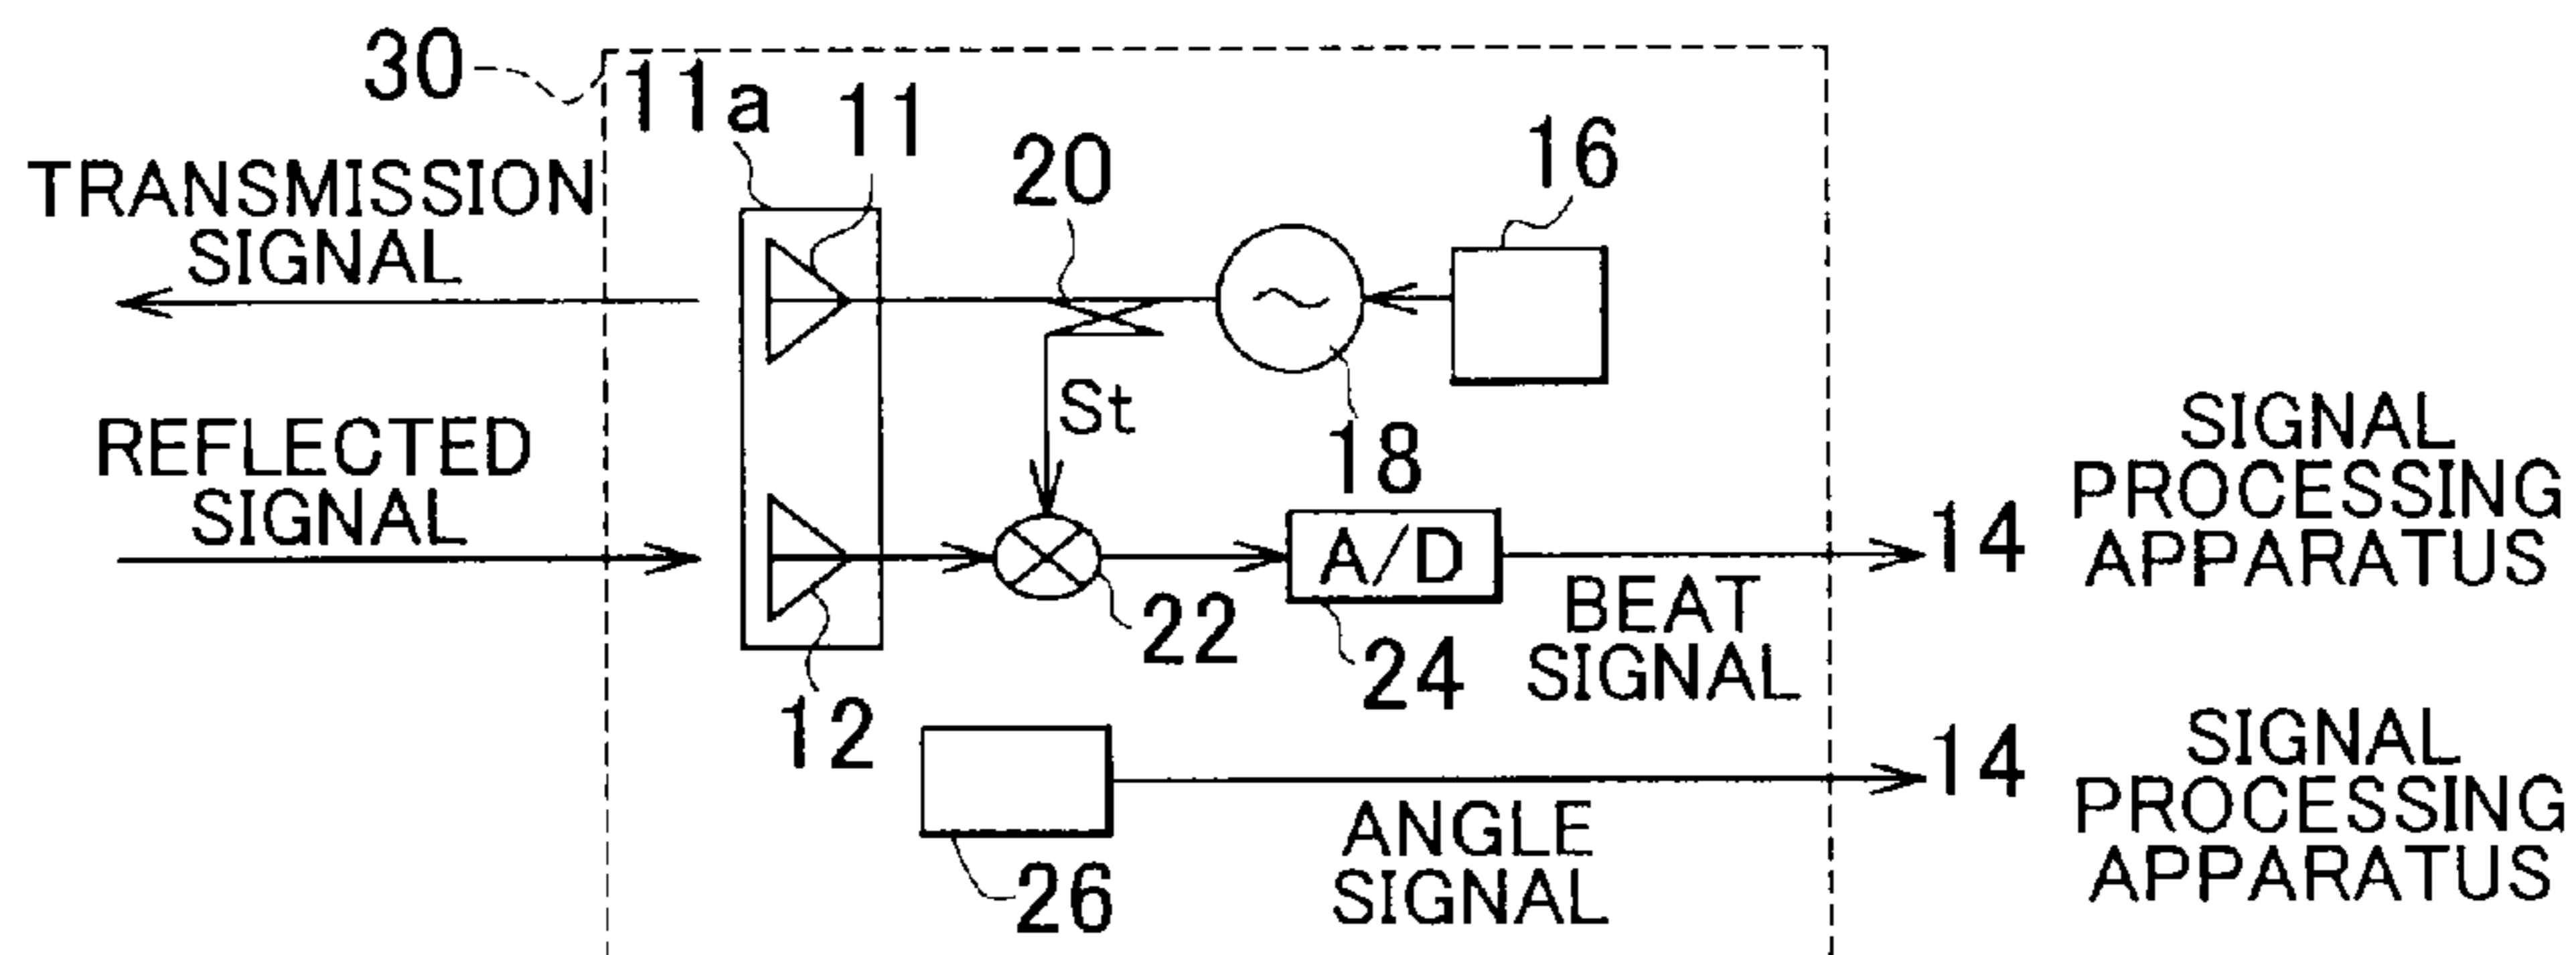 30
11a
11
20
16
TRANSMISSION
SIGNAL
St
18
REFLECTED
SIGNAL
A/D
22
24
12
BEAT
SIGNAL
14
SIGNAL
PROCESSING
APPARATUS
26
ANGLE
SIGNAL
14
SIGNAL
PROCESSING
APPARATUS